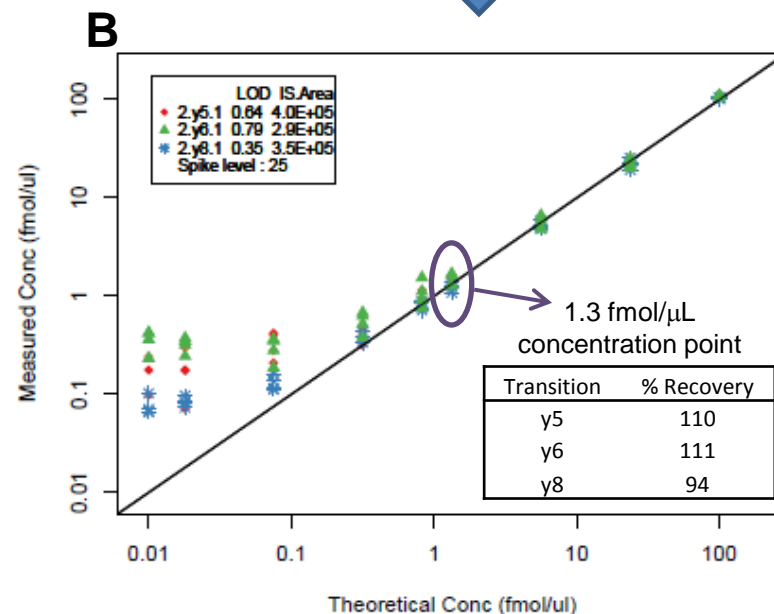 B
LOD IS.Area
2.y5.1 0.64 4.0E+05
2.y6.1 0.79 2.9E+05
2.y8.1 0.35 3.5E+05
Spike level : 25
Measured Conc (fmol/ul)
100
10
1
0.1
0.01
1.3 fmol/μL
concentration point
Transition % Recovery
y5 110
y6 111
y8 94
0.01 0.1 1 10 100
Theoretical Conc (fmol/ul)